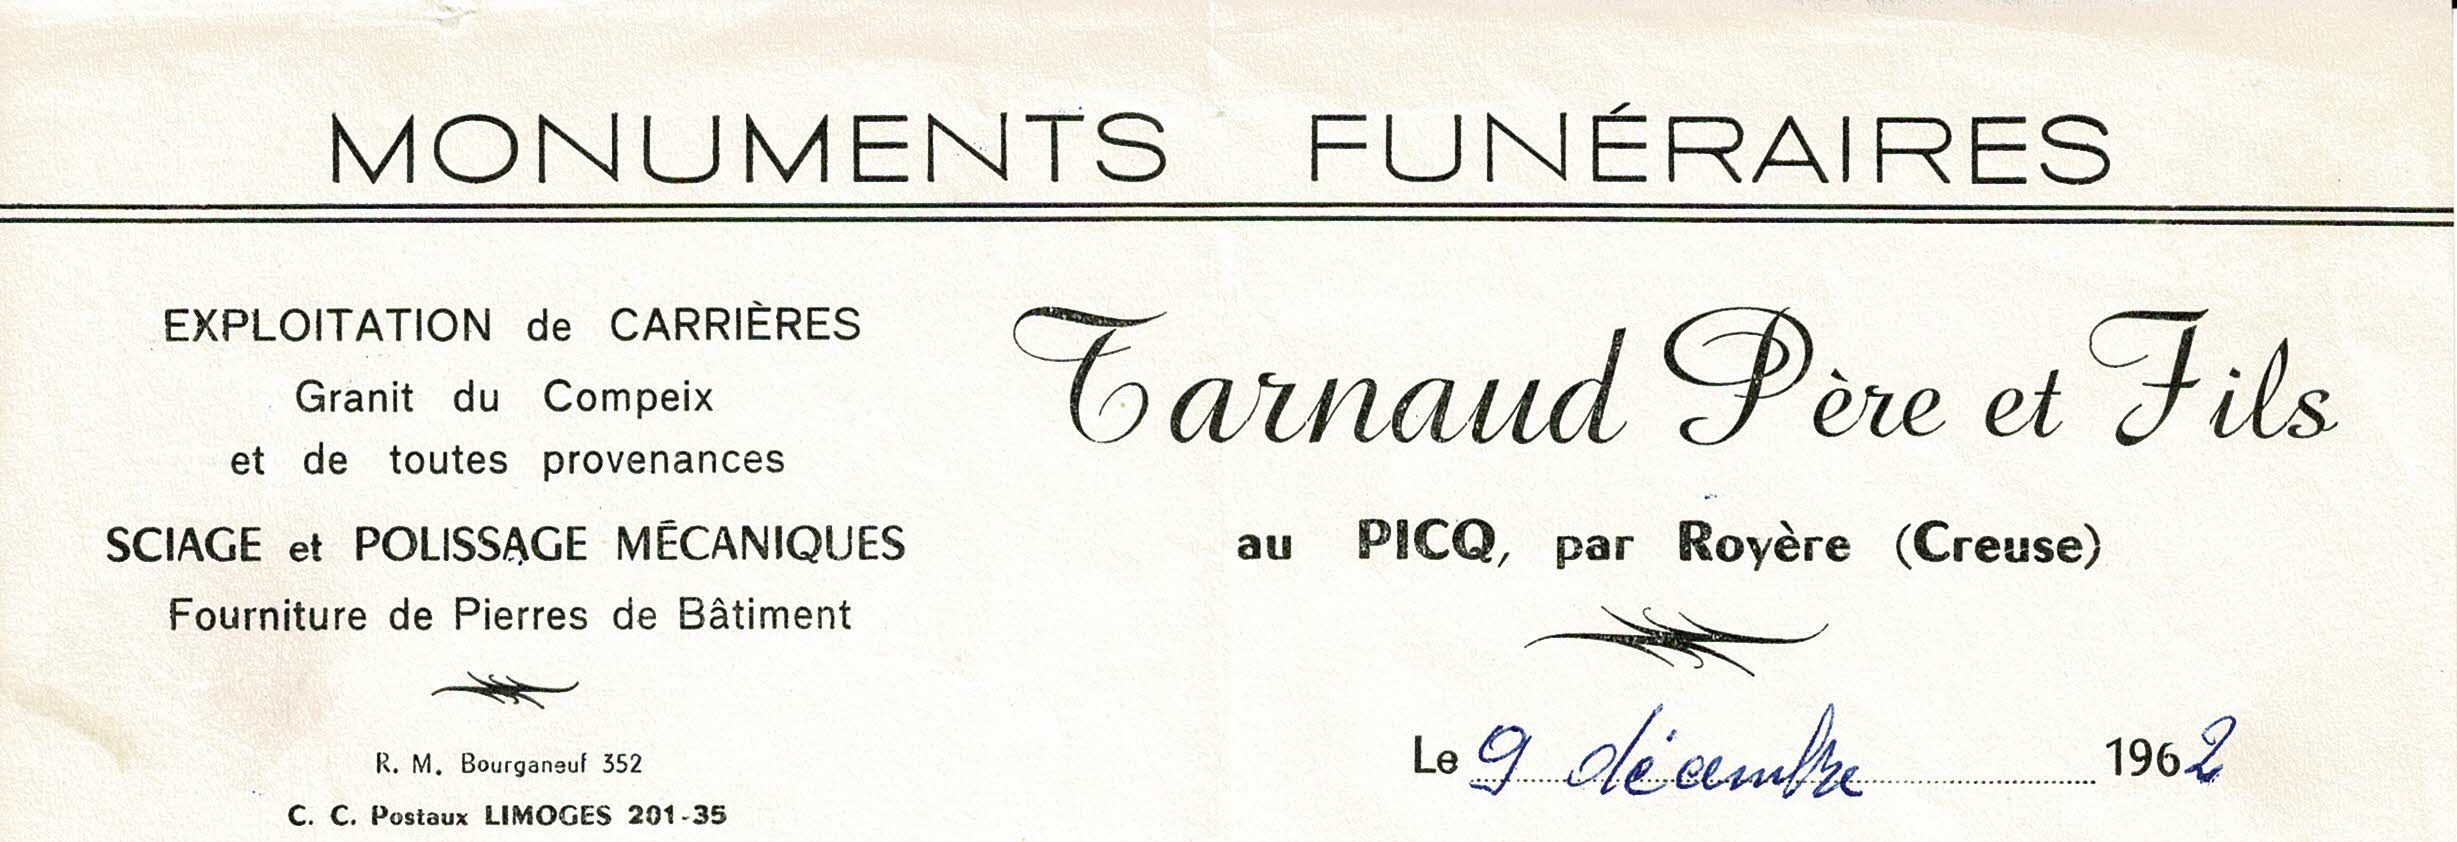 MONUMENTS FUNÉRAIRES
EXPLOITATION de CARRIÈRES
Granit du Compeix
et de toutes provenances
SCIAGE et POLISSAGE MÉCANIQUES
Fourniture de Pierres de Bâtiment
R. M. Bourganeuf 352
C. C. Postaux LIMOGES 201-35
Tarnaud Père et Fils
au PICQ, par Royère (Creuse)
Le 9 décembre 1962